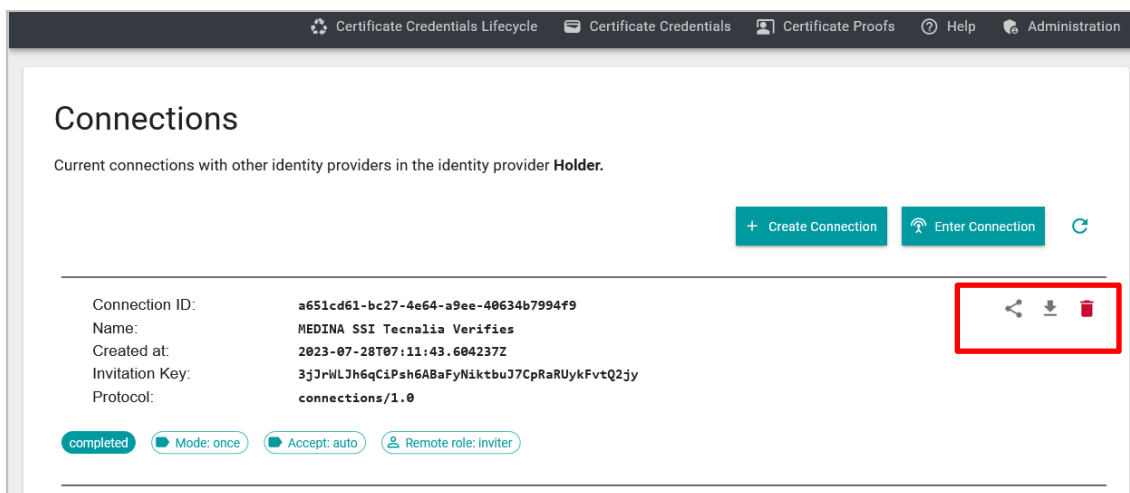 Certificate Credentials Lifecycle Certificate Credentials Certificate Proofs Help Administration
Connections
Current connections with other identity providers in the identity provider Holder.
+ Create Connection Enter Connection
Connection ID: a651cd61-bc27-4e64-a9ee-40634b7994f9
Name: MEDINA SSI Tecnalia Verifies
Created at: 2023-07-28T07:11:43.604237Z
Invitation Key: 3jJrWLJh6qCiPsh6ABaFyNiktbuJ7CpRaRUykFvtQ2jy
Protocol: connections/1.0
completed Mode: once Accept: auto Remote role: inviter